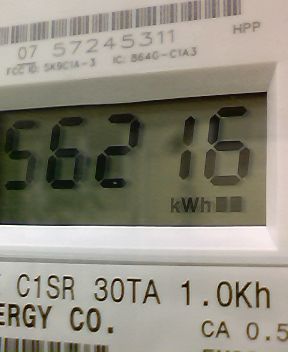 07 57245311 HPP
FCC ID: SK9C1A-3 IC: 864G-C1A3
56216
kWh
C1SR 30TA 1.0Kh
ERGY CO.
CA 0.5